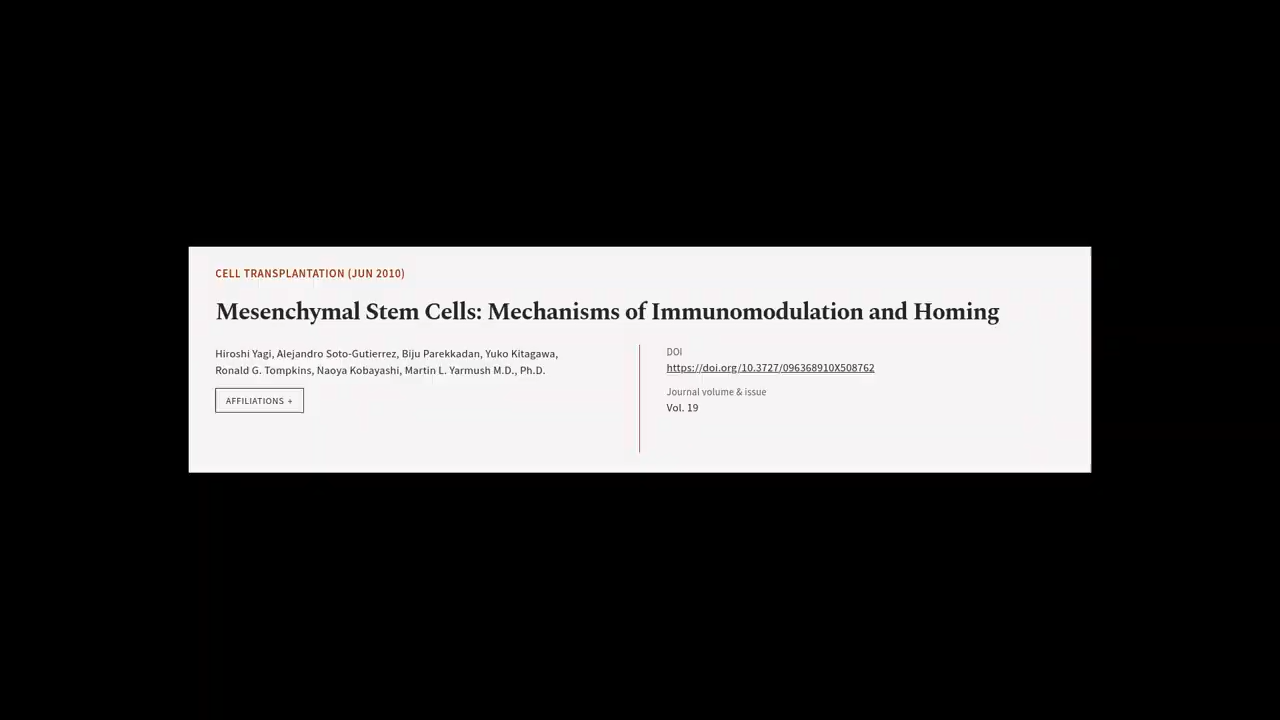 CELL TRANSPLANTATION (JUN 2010)
Mesenchymal Stem Cells: Mechanisms of Immunomodulation and Homing
Hiroshi Yagi, Alejandro Soto-Gutierrez, Biju Parekkadan, Yuko Kitagawa,
Ronald G. Tompkins, Naoya Kobayashi, Martin L. Yarmush M.D., Ph.D.
AFFILIATIONS +
DOI
https://doi.org/10.3727/096368910X508762
Journal volume & issue
Vol. 19